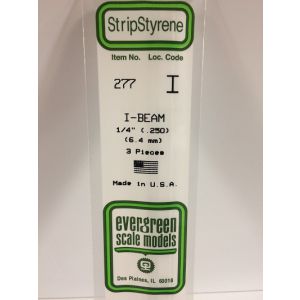 StripStyrene
Item No. Loc. Code
277 I
I-BEAM
1/4" (.250)
(6.4 mm)
3 Pieces
Made in U.S.A.
evergreen
scale models
Des Plaines, IL 60018